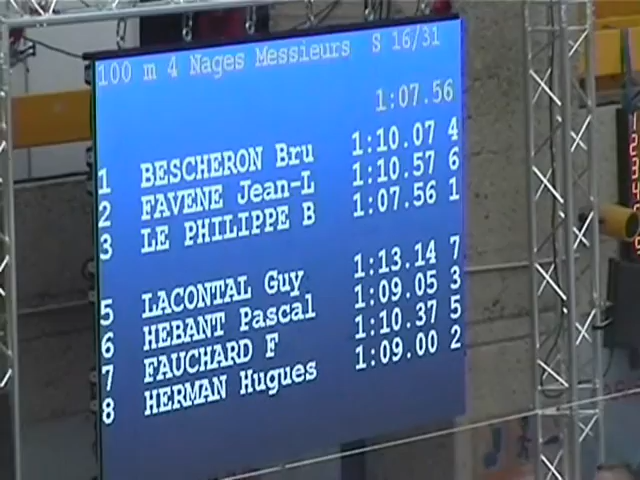 100 m 4 Nages Messieurs S 16/31
1:07.56
1 BESCHERON Bru 1:10.07 4
2 FAVENE Jean-L 1:10.57 6
3 LE PHILIPPE B 1:07.56 1
5 LACONTAL Guy 1:13.14 7
6 HEBANT Pascal 1:09.05 3
7 FAUCHARD F 1:10.37 5
8 HERMAN Hugues 1:09.00 2